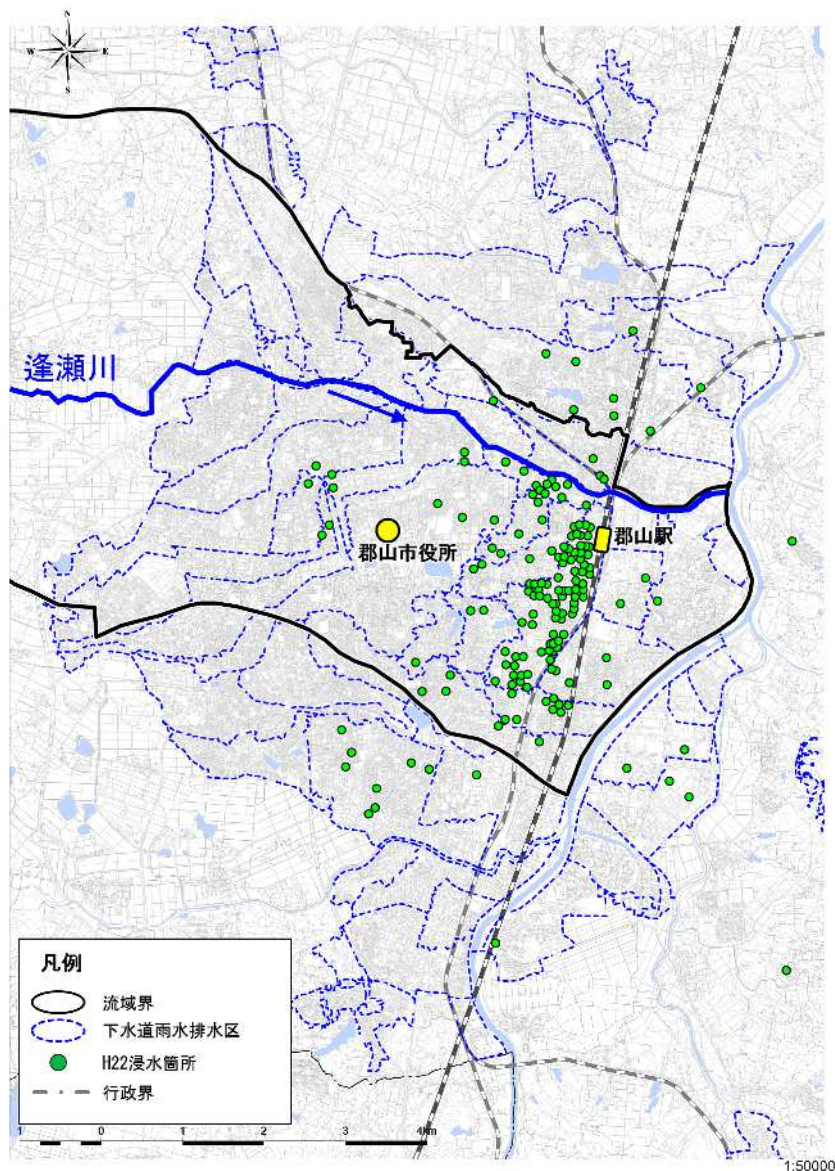 N
W E
S
逢瀬川
郡山市役所
郡山駅
凡例
流域界
下水道雨水排水区
H22浸水箇所
行政界
1 0 1 2 3 4km
1:50000